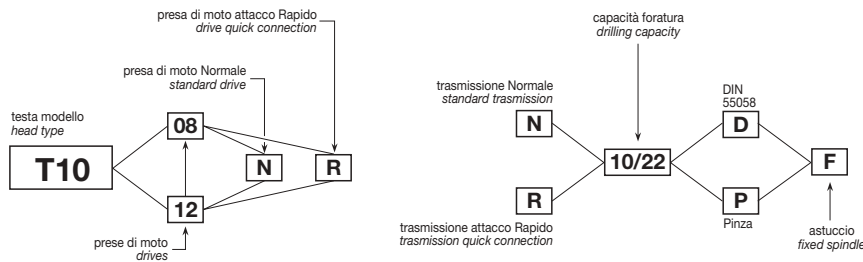 presa di moto attacco Rapido
drive quick connection
presa di moto Normale
standard drive
testa modello
head type
T10
08
12
N
R
prese di moto
drives
capacità foratura
drilling capacity
trasmissione Normale
standard trasmission
N
R
trasmissione attacco Rapido
trasmission quick connection
10/22
DIN
55058
D
P
Pinza
F
astuccio
fixed spindle